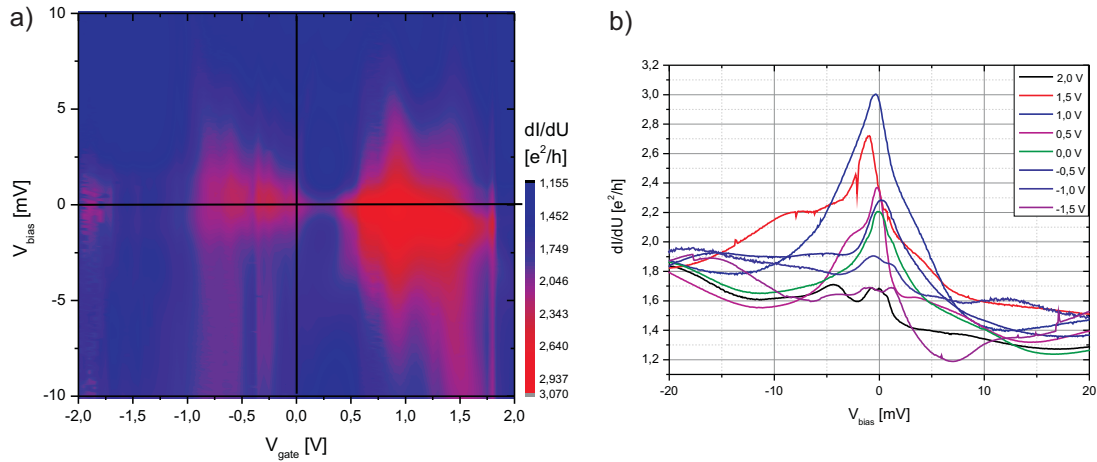 a)
10
5
0
-5
-10
V_bias [mV]
-2,0 -1,5 -1,0 -0,5 0,0 0,5 1,0 1,5 2,0
V_gate [V]
dI/dU
[e²/h]
1,155
1,452
1,749
2,046
2,343
2,640
2,937
3,070
b)
3,2
3,0
2,8
2,6
2,4
2,2
2,0
1,8
1,6
1,4
1,2
dI/dU [e²/h]
-20 -10 0 10 20
V_bias [mV]
2,0 V
1,5 V
1,0 V
0,5 V
0,0 V
-0,5 V
-1,0 V
-1,5 V